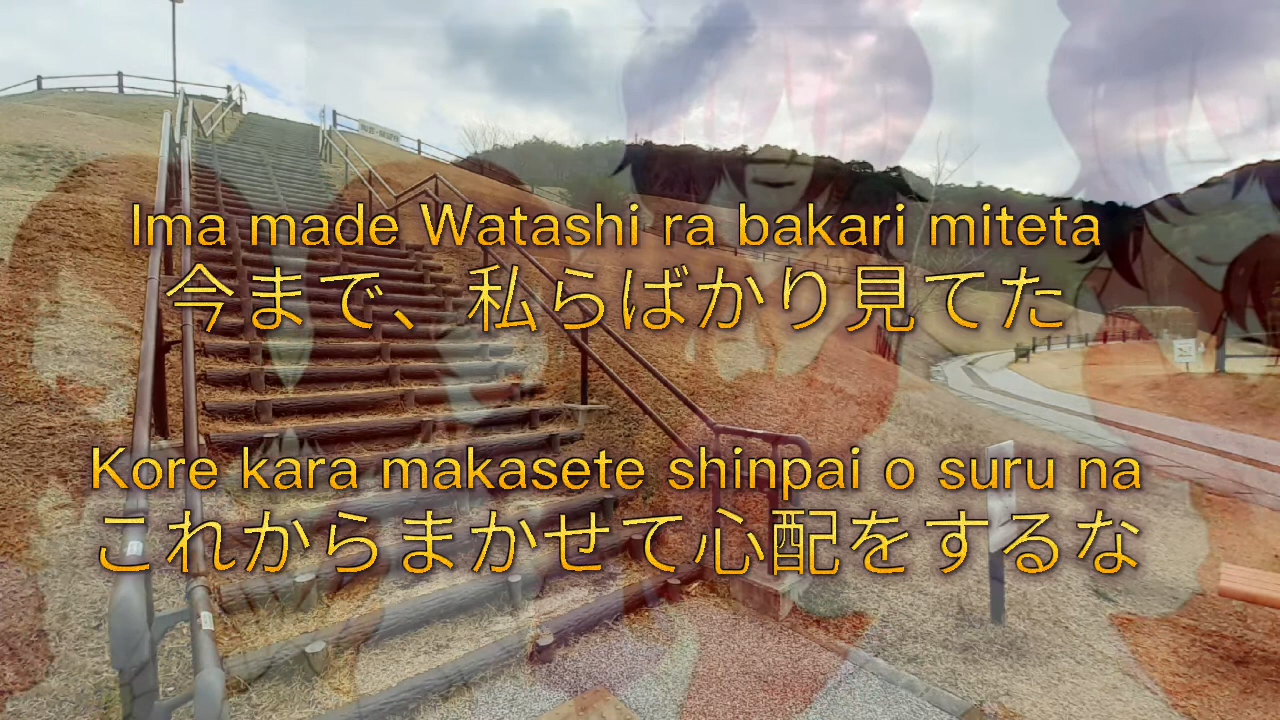 Ima made Watashi ra bakari miteta
今まで、私らばかり見てた
Kore kara makasete shinpai o suru na
これからまかせて心配をするな